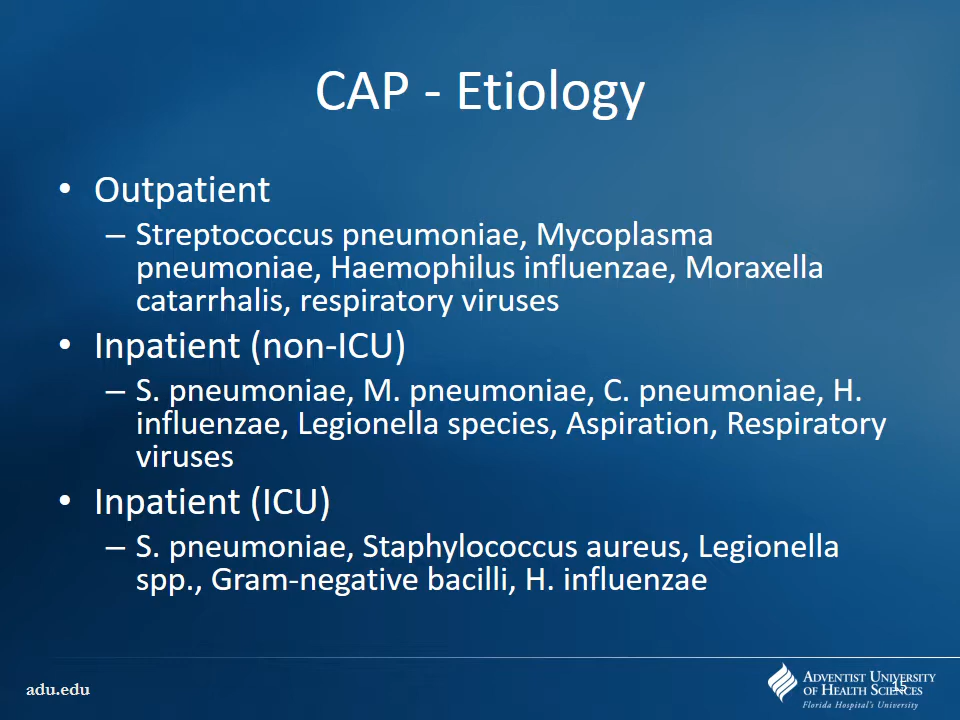 CAP - Etiology
• Outpatient
– Streptococcus pneumoniae, Mycoplasma
pneumoniae, Haemophilus influenzae, Moraxella
catarrhalis, respiratory viruses
• Inpatient (non-ICU)
– S. pneumoniae, M. pneumoniae, C. pneumoniae, H.
influenzae, Legionella species, Aspiration, Respiratory
viruses
• Inpatient (ICU)
– S. pneumoniae, Staphylococcus aureus, Legionella
spp., Gram-negative bacilli, H. influenzae
adu.edu
ADVENTIST UNIVERSITY
OF HEALTH SCIENCES
Florida Hospital's University
15